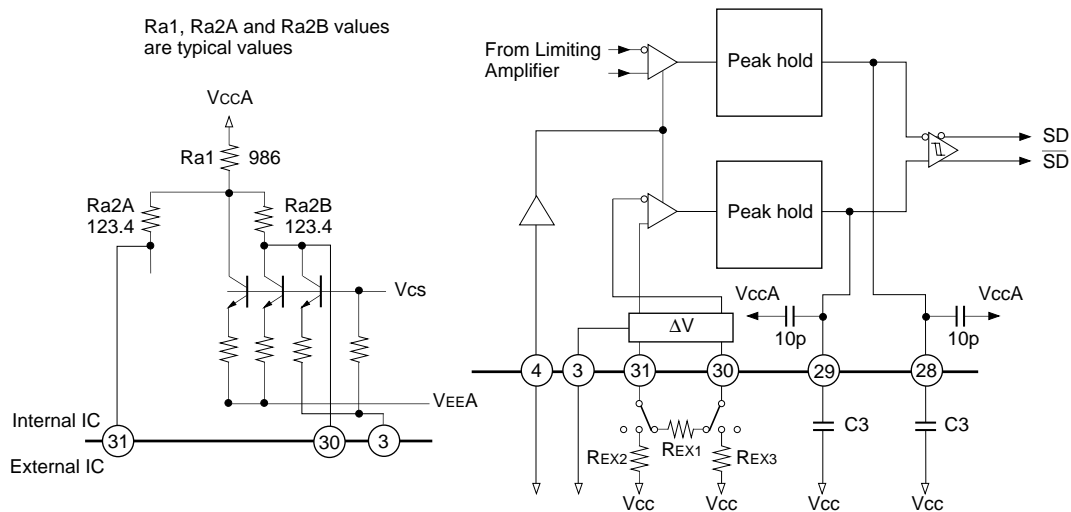 Ra1, Ra2A and Ra2B values
are typical values
VCCA
Ra1
986
Ra2A
123.4
Ra2B
123.4
VCS
VEEA
Internal IC
External IC
31
30
3
From Limiting
Amplifier
Peak hold
SD
SD
Peak hold
VCCA
10p
VCCA
10p
ΔV
4
3
31
30
29
28
REX1
REX2
REX3
C3
C3
VCC
VCC
VCC
VCC